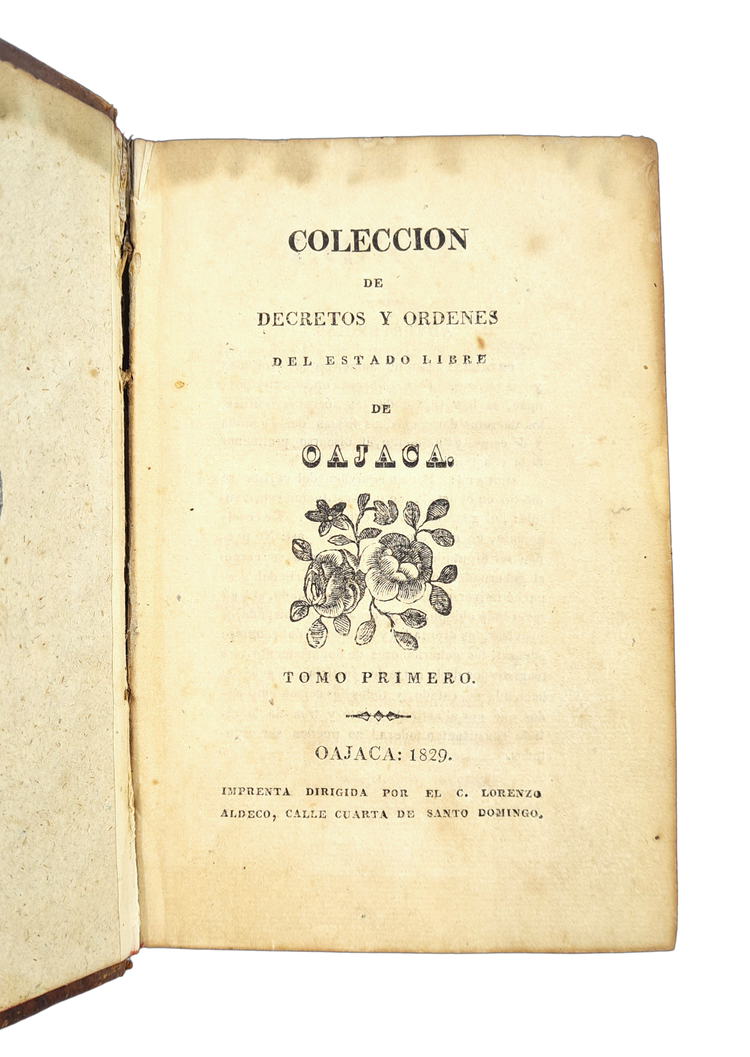 COLECCION
DE
DECRETOS Y ORDENES
DEL ESTADO LIBRE
DE
OAJACA.
TOMO PRIMERO.
OAJACA: 1829.
IMPRENTA DIRIGIDA POR EL C. LORENZO
ALDECO, CALLE CUARTA DE SANTO DOMINGO.